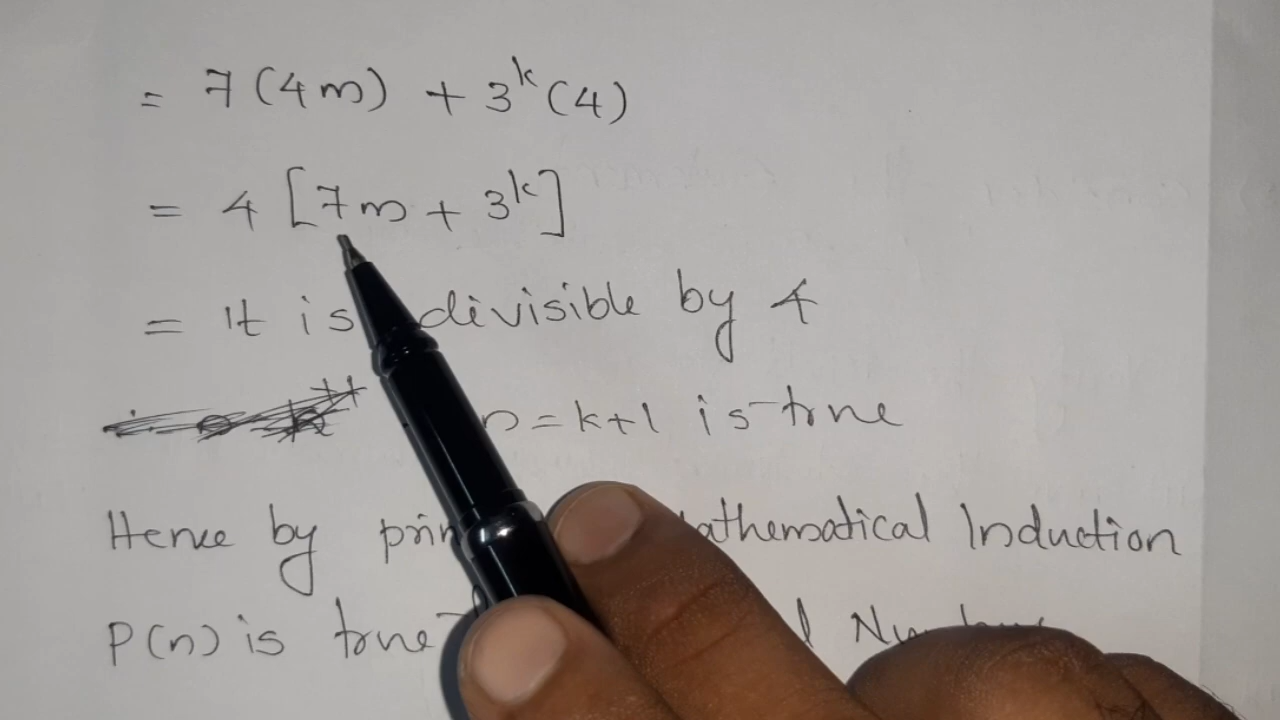 = 7(4m) + 3^k(4)
= 4 [7m + 3^k]
= It is divisible by 4
n = k+1 is true
Hence by Mathematical Induction
P(n) is true